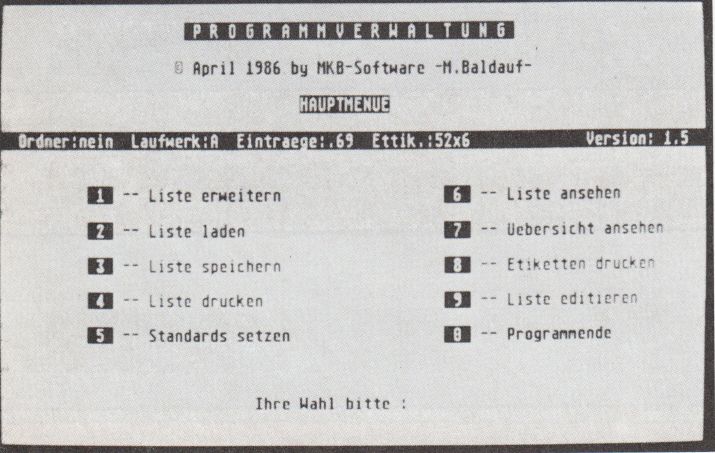 PROGRAMMVERWALTUNG
© April 1986 by MKB-Software -M.Baldauf-
HAUPTMENUE
Ordner:nein Laufwerk:A Eintraege:.69 Ettik.:52x6 Version: 1.5
1 -- Liste erweitern
2 -- Liste laden
3 -- Liste speichern
4 -- Liste drucken
5 -- Standards setzen
6 -- Liste ansehen
7 -- Uebersicht ansehen
8 -- Etiketten drucken
9 -- Liste editieren
0 -- Programmende
Ihre Wahl bitte :